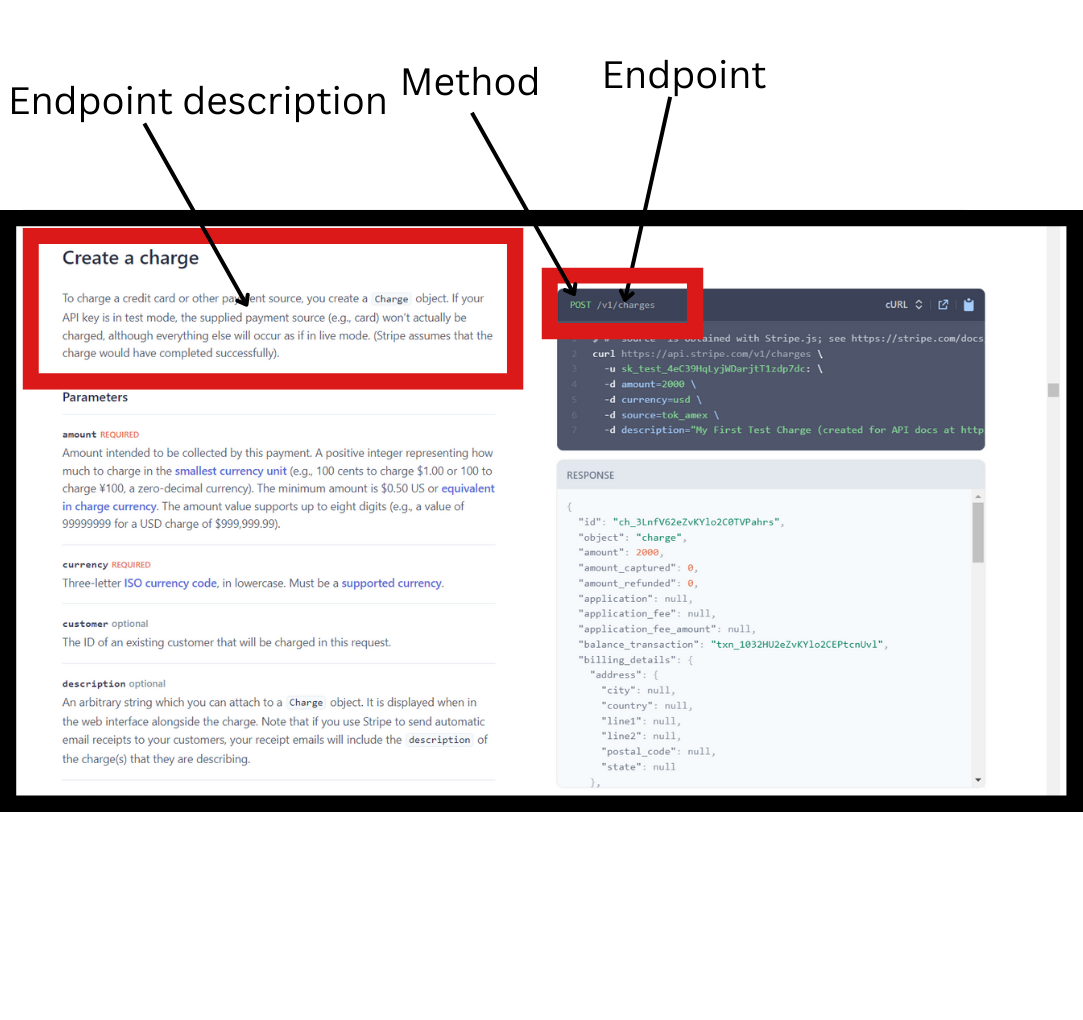 Endpoint description
Method
Endpoint
Create a charge
To charge a credit card or other payment source, you create a Charge object. If your
API key is in test mode, the supplied payment source (e.g., card) won't actually be
charged, although everything else will occur as if in live mode. (Stripe assumes that the
charge would have completed successfully).
Parameters
amount REQUIRED
Amount intended to be collected by this payment. A positive integer representing how
much to charge in the smallest currency unit (e.g., 100 cents to charge $1.00 or 100 to
charge ¥100, a zero-decimal currency). The minimum amount is $0.50 US or equivalent
in charge currency. The amount value supports up to eight digits (e.g., a value of
99999999 for a USD charge of $999,999.99).
currency REQUIRED
Three-letter ISO currency code, in lowercase. Must be a supported currency.
customer optional
The ID of an existing customer that will be charged in this request.
description optional
An arbitrary string which you can attach to a Charge object. It is displayed when in
the web interface alongside the charge. Note that if you use Stripe to send automatic
email receipts to your customers, your receipt emails will include the description of
the charge(s) that they are describing.
POST /v1/charges
cURL
1 # `source` is obtained with Stripe.js; see https://stripe.com/docs
2 curl https://api.stripe.com/v1/charges \
3 -u sk_test_4eC39HqLyjWDarjtT1zdp7dc: \
4 -d amount=2000 \
5 -d currency=usd \
6 -d source=tok_amex \
7 -d description="My First Test Charge (created for API docs at http
RESPONSE
{
"id": "ch_3LnfV62eZvKYlo2C0TVPahrs",
"object": "charge",
"amount": 2000,
"amount_captured": 0,
"amount_refunded": 0,
"application": null,
"application_fee": null,
"application_fee_amount": null,
"balance_transaction": "txn_1032HU2eZvKYlo2CEPtcnUvl",
"billing_details": {
"address": {
"city": null,
"country": null,
"line1": null,
"line2": null,
"postal_code": null,
"state": null
},